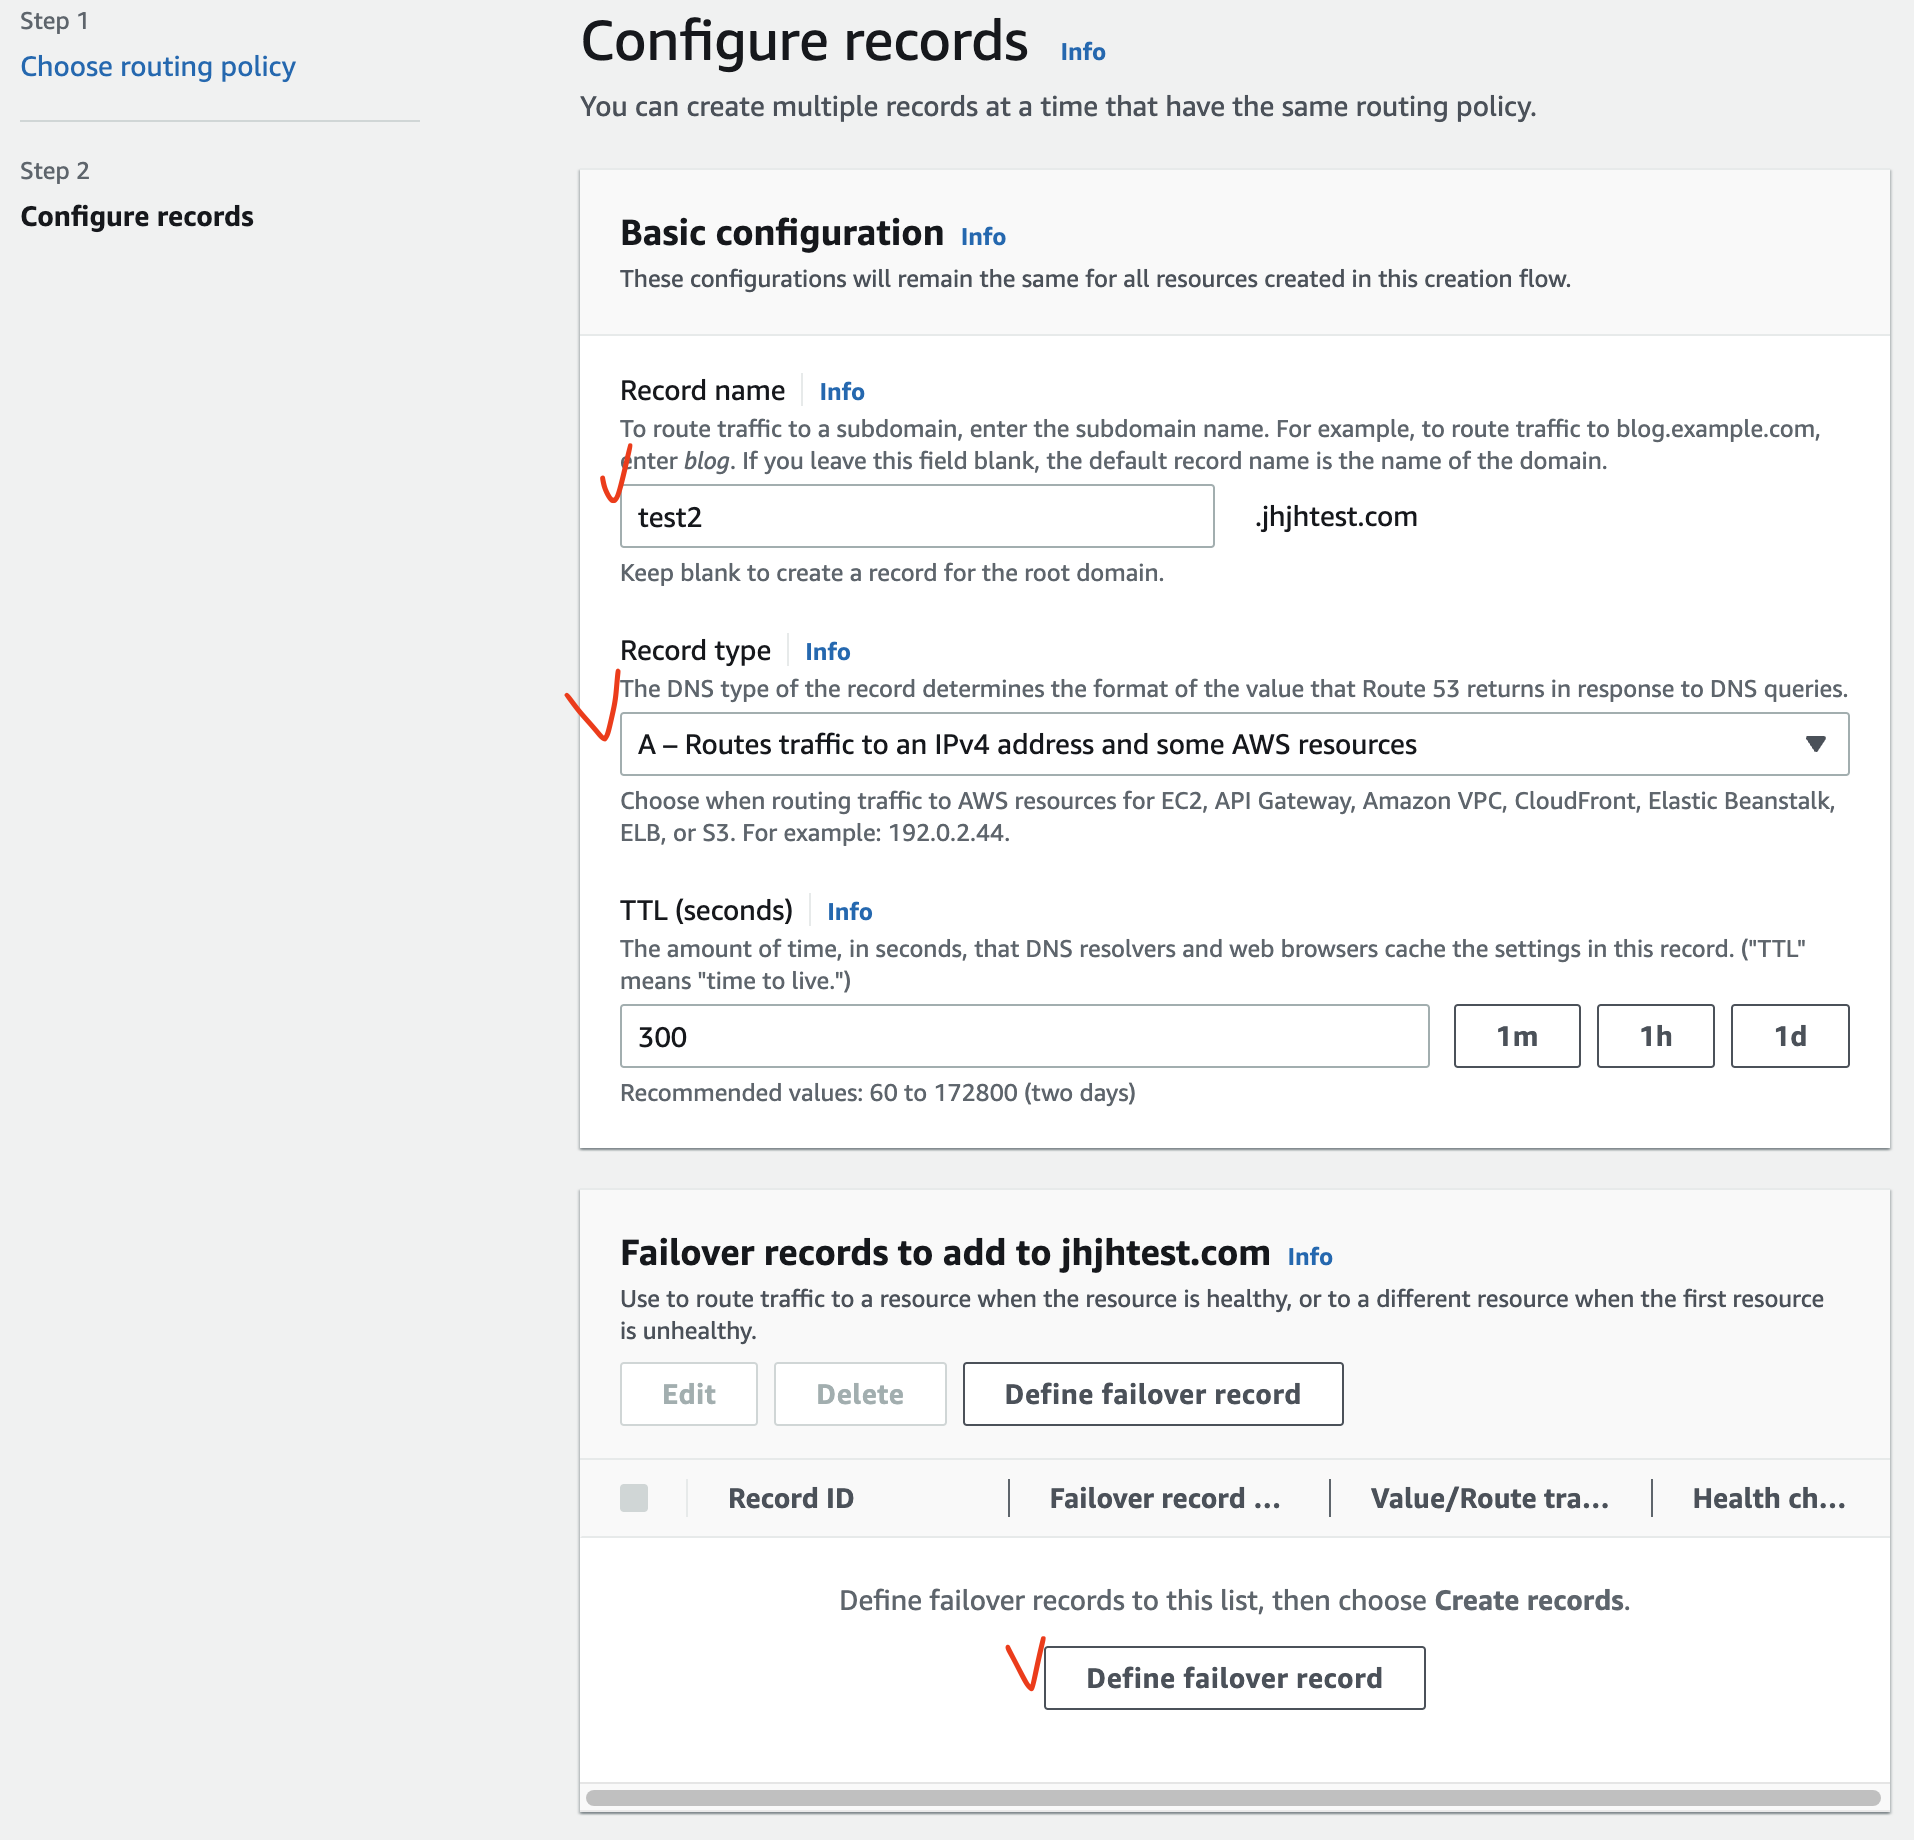 Step 1
Choose routing policy
Step 2
Configure records
Configure records Info
You can create multiple records at a time that have the same routing policy.
Basic configuration Info
These configurations will remain the same for all resources created in this creation flow.
Record name Info
To route traffic to a subdomain, enter the subdomain name. For example, to route traffic to blog.example.com,
enter blog. If you leave this field blank, the default record name is the name of the domain.
test2 .jhjhtest.com
Keep blank to create a record for the root domain.
Record type Info
The DNS type of the record determines the format of the value that Route 53 returns in response to DNS queries.
A – Routes traffic to an IPv4 address and some AWS resources
Choose when routing traffic to AWS resources for EC2, API Gateway, Amazon VPC, CloudFront, Elastic Beanstalk,
ELB, or S3. For example: 192.0.2.44.
TTL (seconds) Info
The amount of time, in seconds, that DNS resolvers and web browsers cache the settings in this record. ("TTL"
means "time to live.")
300 1m 1h 1d
Recommended values: 60 to 172800 (two days)
Failover records to add to jhjhtest.com Info
Use to route traffic to a resource when the resource is healthy, or to a different resource when the first resource
is unhealthy.
Edit Delete Define failover record
Record ID Failover record ... Value/Route tra... Health ch...
Define failover records to this list, then choose Create records.
Define failover record